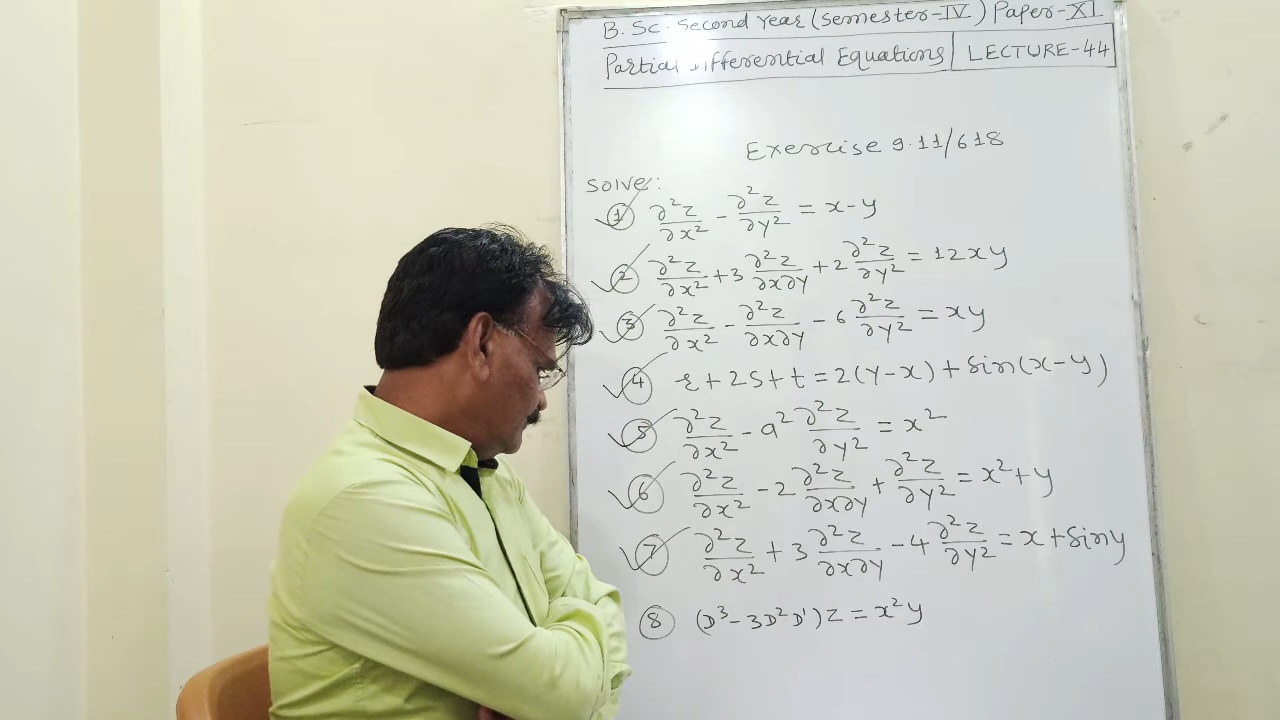 B.Sc. Second Year (Semester-IV) Paper-XI
Partial Differential Equations | LECTURE-44
Exercise 9.11/618
Solve:
① ∂²z/∂x² - ∂²z/∂y² = x-y
② ∂²z/∂x² + 3 ∂²z/∂x∂y + 2 ∂²z/∂y² = 12xy
③ ∂²z/∂x² - ∂²z/∂x∂y - 6 ∂²z/∂y² = xy
④ r+2s+t = 2(y-x) + sin(x-y)
⑤ ∂²z/∂x² - a² ∂²z/∂y² = x²
⑥ ∂²z/∂x² - 2 ∂²z/∂x∂y + ∂²z/∂y² = x²+y
⑦ ∂²z/∂x² + 3 ∂²z/∂x∂y - 4 ∂²z/∂y² = x + siny
⑧ (D³-3D²D')z = x²y